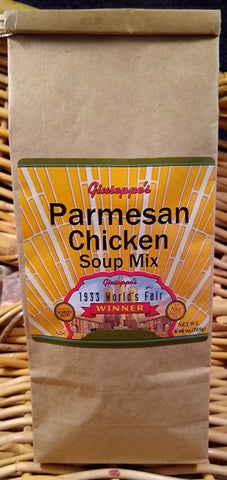 Giuseppe's
Parmesan
Chicken
Soup Mix
Giuseppe's
1933 World's Fair
WINNER
NET WT